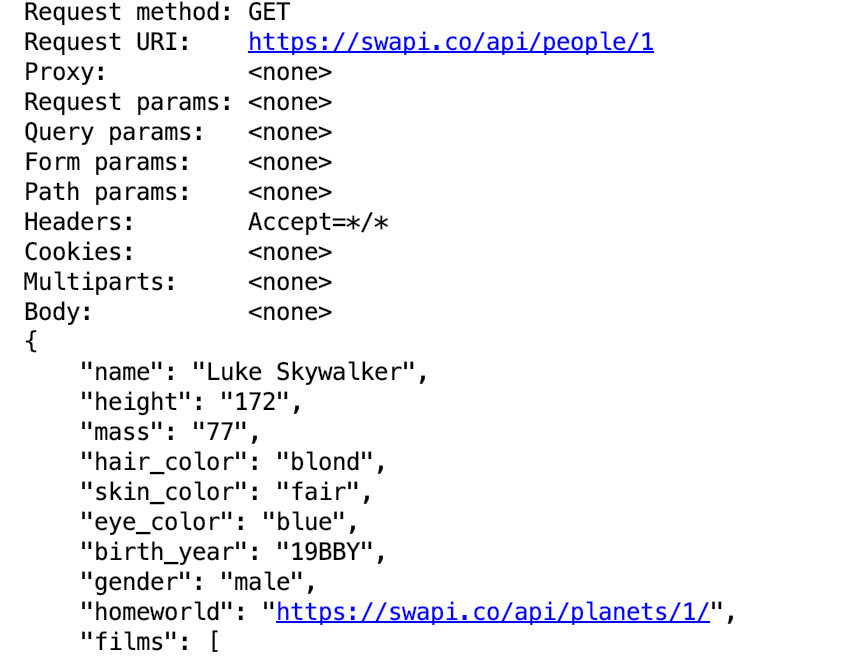 Request method: GET
Request URI: https://swapi.co/api/people/1
Proxy: <none>
Request params: <none>
Query params: <none>
Form params: <none>
Path params: <none>
Headers: Accept=*/*
Cookies: <none>
Multiparts: <none>
Body: <none>
{
    "name": "Luke Skywalker",
    "height": "172",
    "mass": "77",
    "hair_color": "blond",
    "skin_color": "fair",
    "eye_color": "blue",
    "birth_year": "19BBY",
    "gender": "male",
    "homeworld": "https://swapi.co/api/planets/1/",
    "films": [